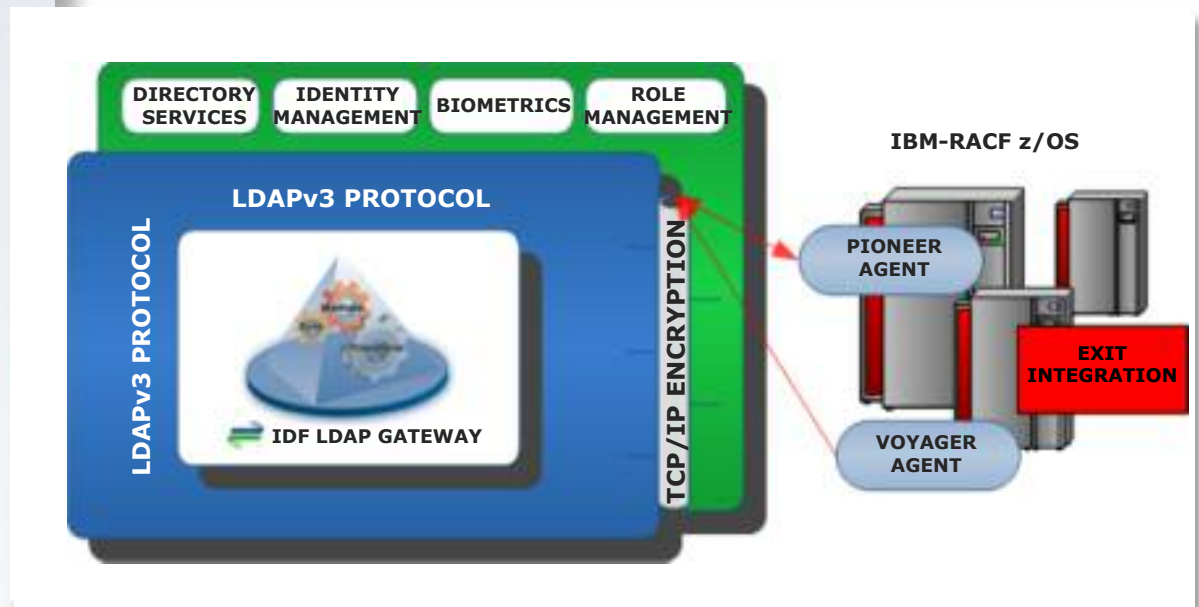 DIRECTORY
SERVICES
IDENTITY
MANAGEMENT
BIOMETRICS
ROLE
MANAGEMENT
IBM-RACF z/OS
LDAPv3 PROTOCOL
LDAPv3 PROTOCOL
TCP/IP ENCRYPTION
PIONEER
AGENT
EXIT
INTEGRATION
IDF LDAP GATEWAY
VOYAGER
AGENT